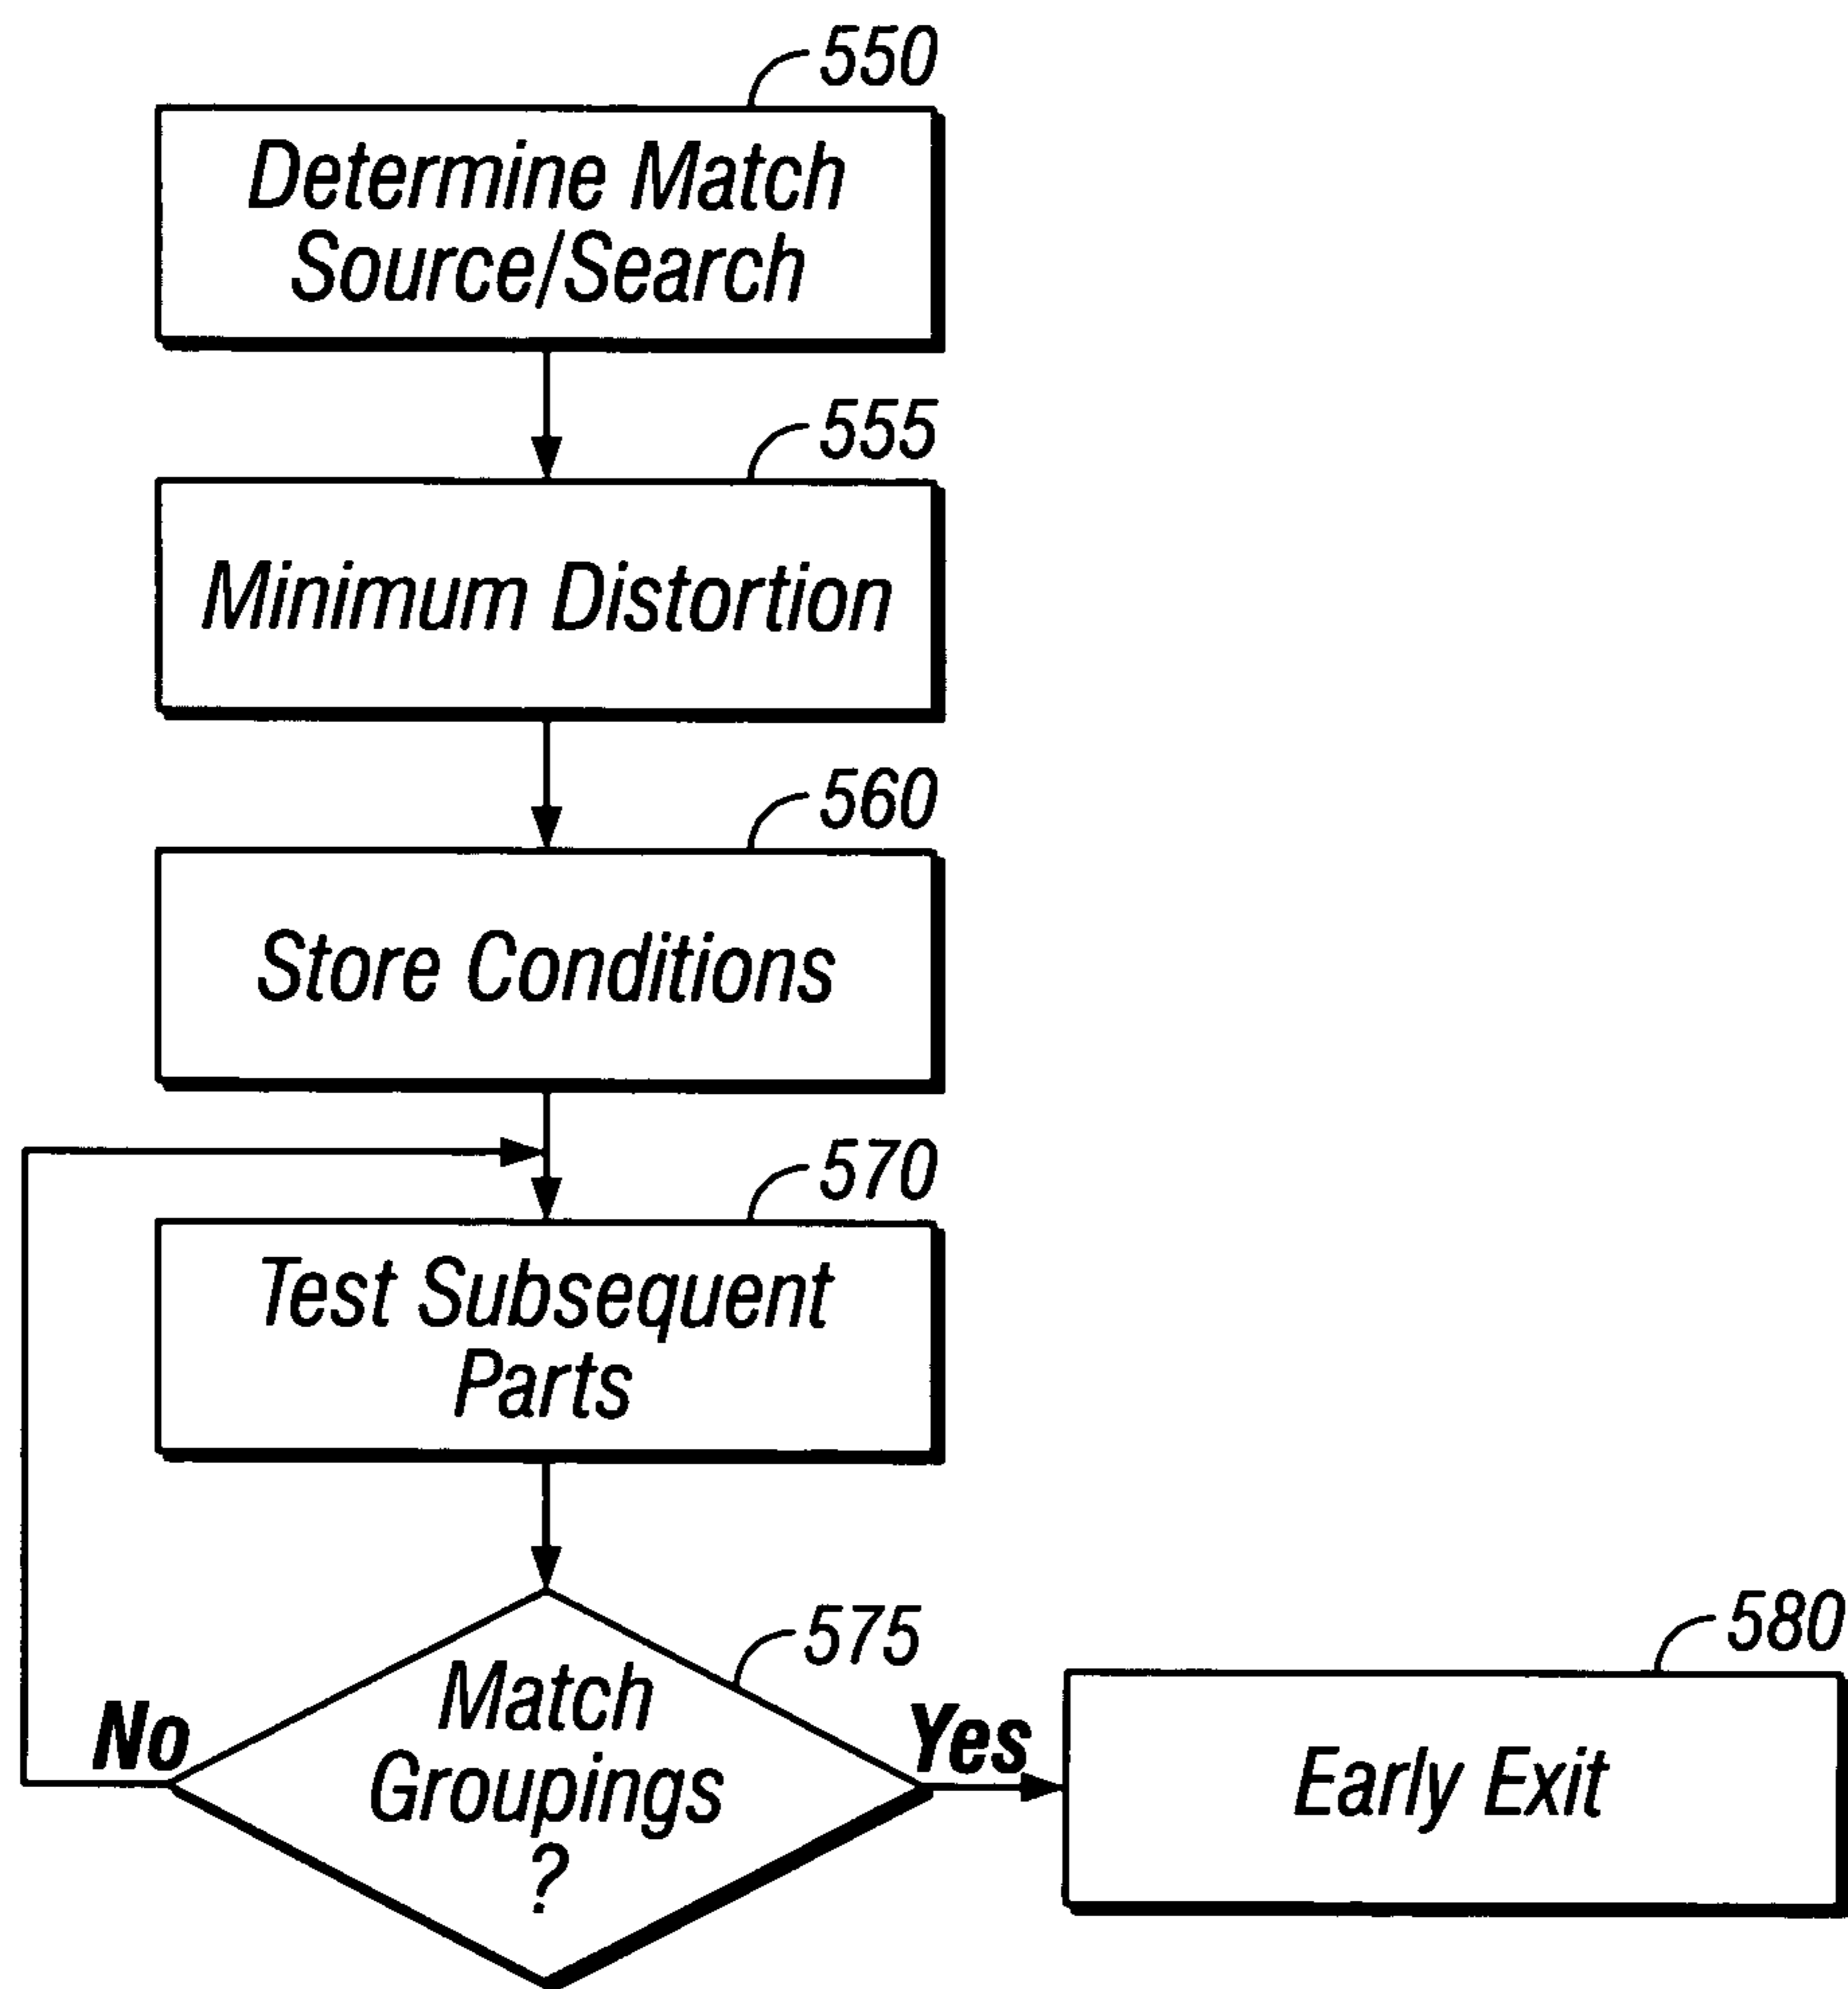 550
Determine Match
Source/Search
555
Minimum Distortion
560
Store Conditions
570
Test Subsequent
Parts
575
Match
Groupings
?
No
Yes
580
Early Exit